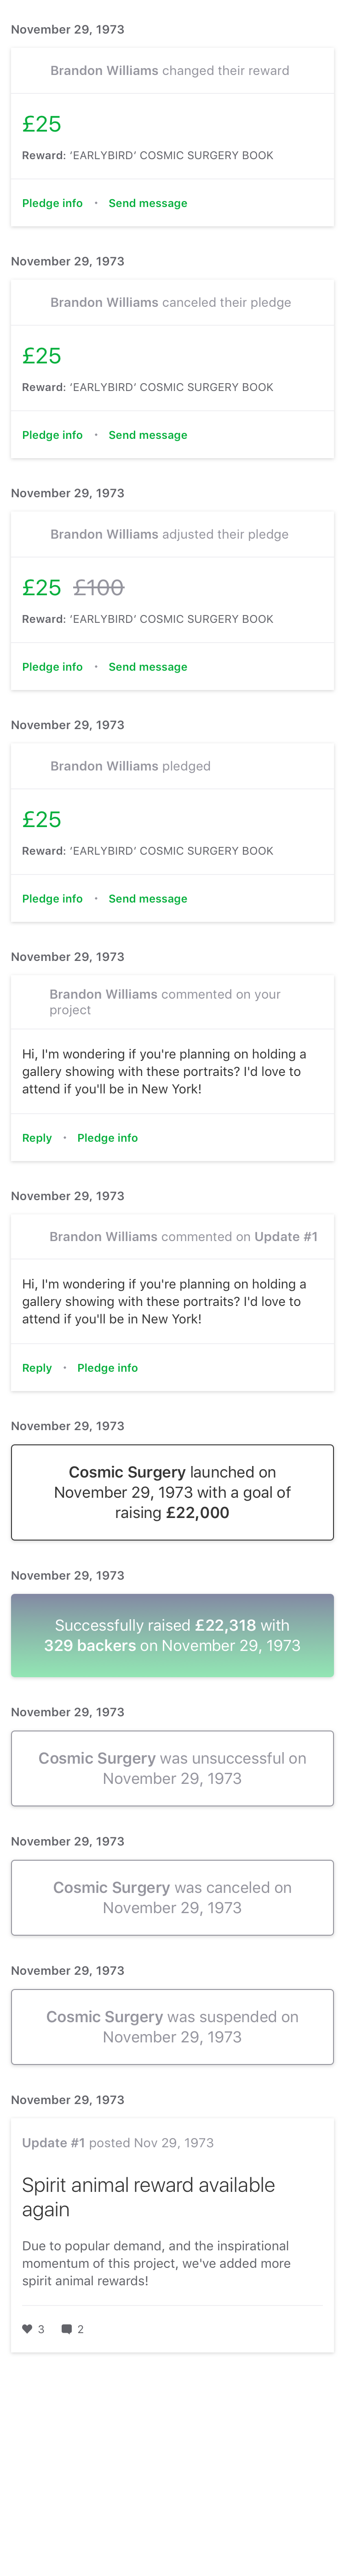 November 29, 1973
Brandon Williams changed their reward
£25
Reward: ‘EARLYBIRD’ COSMIC SURGERY BOOK
Pledge info • Send message
November 29, 1973
Brandon Williams canceled their pledge
£25
Reward: ‘EARLYBIRD’ COSMIC SURGERY BOOK
Pledge info • Send message
November 29, 1973
Brandon Williams adjusted their pledge
£25 £100
Reward: ‘EARLYBIRD’ COSMIC SURGERY BOOK
Pledge info • Send message
November 29, 1973
Brandon Williams pledged
£25
Reward: ‘EARLYBIRD’ COSMIC SURGERY BOOK
Pledge info • Send message
November 29, 1973
Brandon Williams commented on your
project
Hi, I'm wondering if you're planning on holding a
gallery showing with these portraits? I'd love to
attend if you'll be in New York!
Reply • Pledge info
November 29, 1973
Brandon Williams commented on Update #1
Hi, I'm wondering if you're planning on holding a
gallery showing with these portraits? I'd love to
attend if you'll be in New York!
Reply • Pledge info
November 29, 1973
Cosmic Surgery launched on
November 29, 1973 with a goal of
raising £22,000
November 29, 1973
Successfully raised £22,318 with
329 backers on November 29, 1973
November 29, 1973
Cosmic Surgery was unsuccessful on
November 29, 1973
November 29, 1973
Cosmic Surgery was canceled on
November 29, 1973
November 29, 1973
Cosmic Surgery was suspended on
November 29, 1973
November 29, 1973
Update #1 posted Nov 29, 1973
Spirit animal reward available
again
Due to popular demand, and the inspirational
momentum of this project, we've added more
spirit animal rewards!
3 2